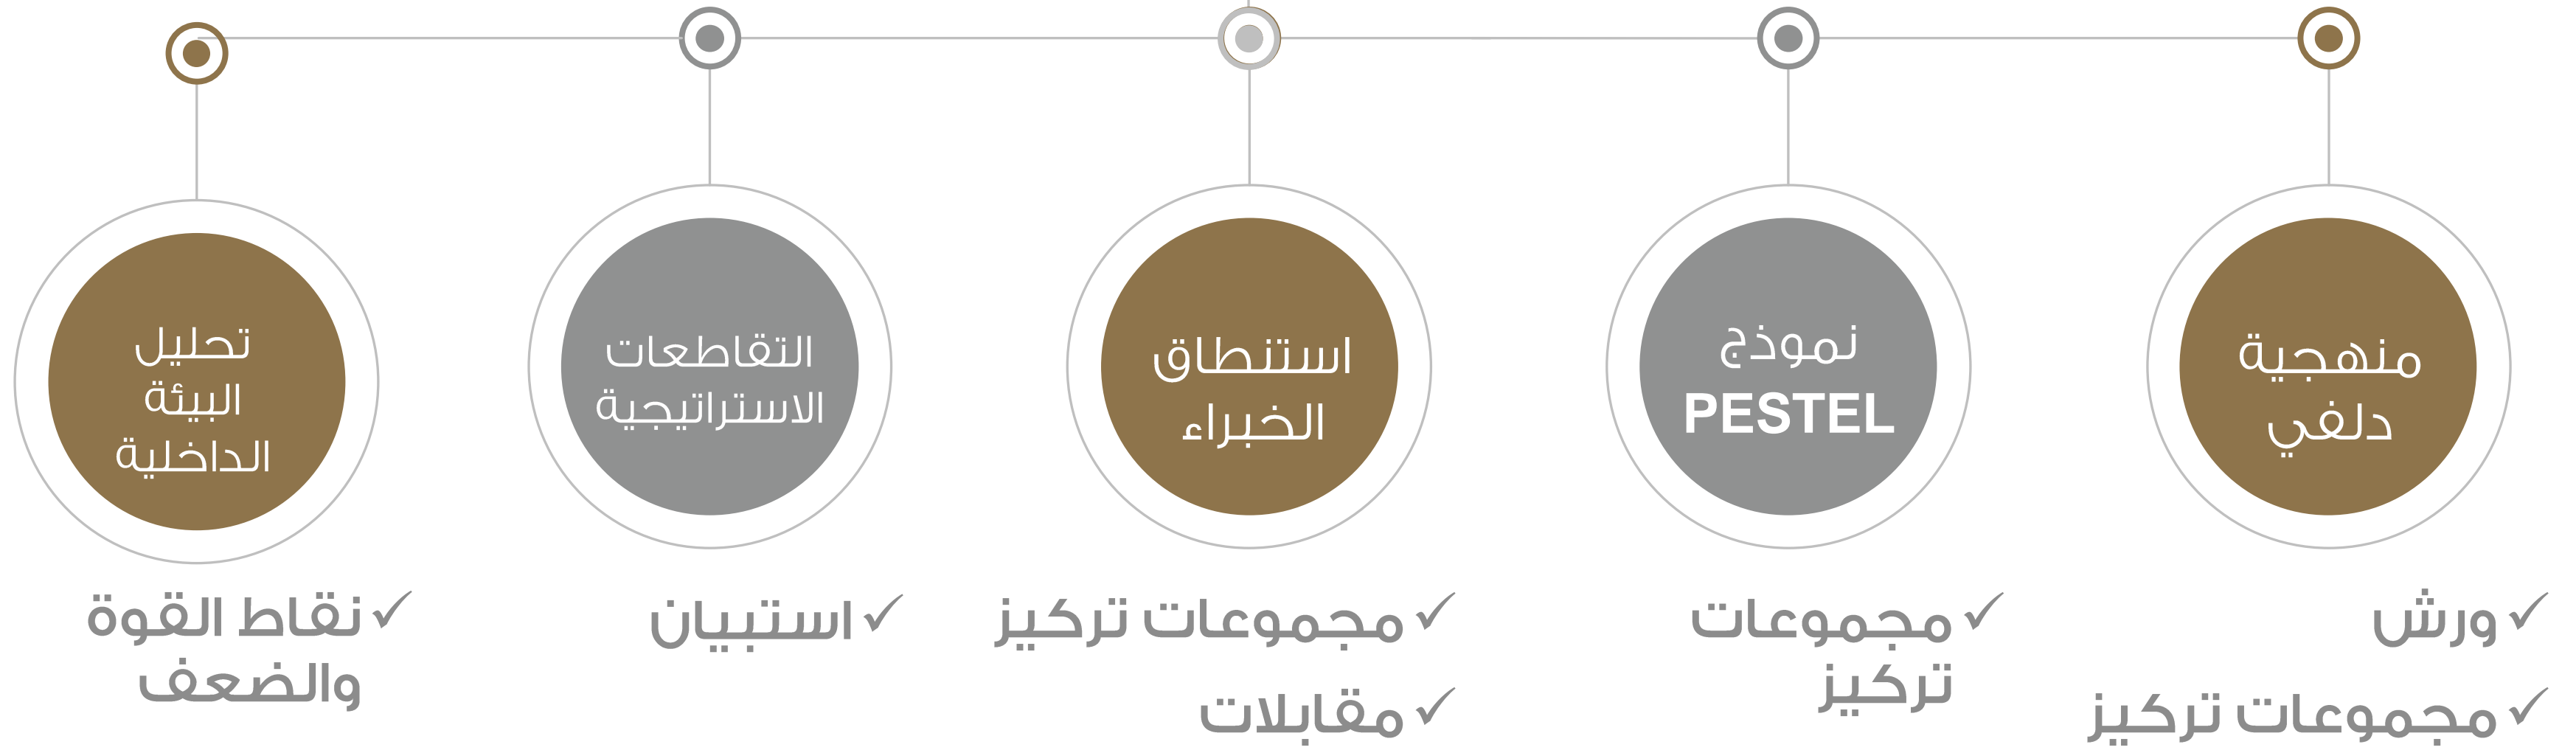 منهجية
دلفي
✓ ورش
✓ مجموعات تركيز
نموذج
PESTEL
✓ مجموعات
تركيز
استنطاق
الخبراء
✓ مجموعات تركيز
✓ مقابلات
التقاطعات
الاستراتيجية
✓ استبيان
تحليل
البيئة
الداخلية
✓ نقاط القوة
والضعف